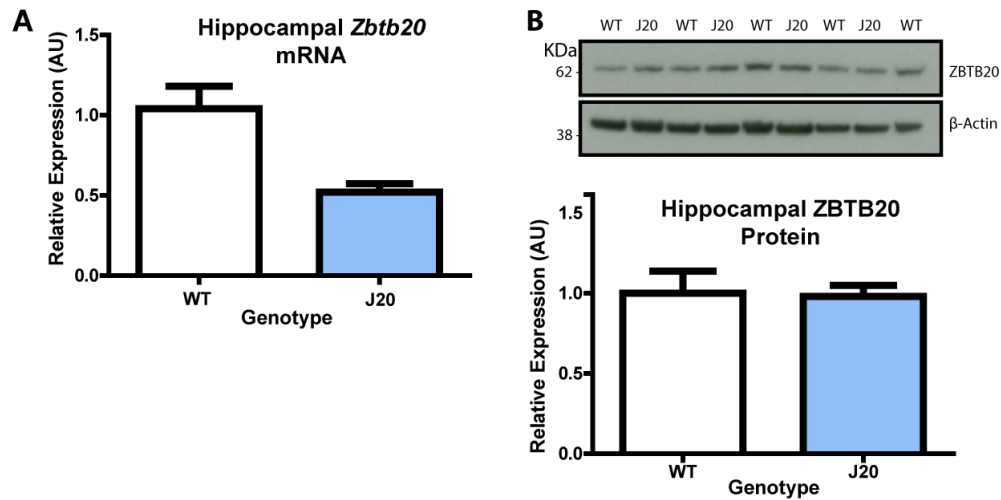 A
Hippocampal Zbtb20
mRNA
Relative Expression (AU)
1.5
1.0
0.5
0.0
WT J20
Genotype
B
WT J20 WT J20 WT J20 WT J20 WT
KDa
62
ZBTB20
38
β-Actin
Hippocampal ZBTB20
Protein
Relative Expression (AU)
1.5
1.0
0.5
0.0
WT J20
Genotype